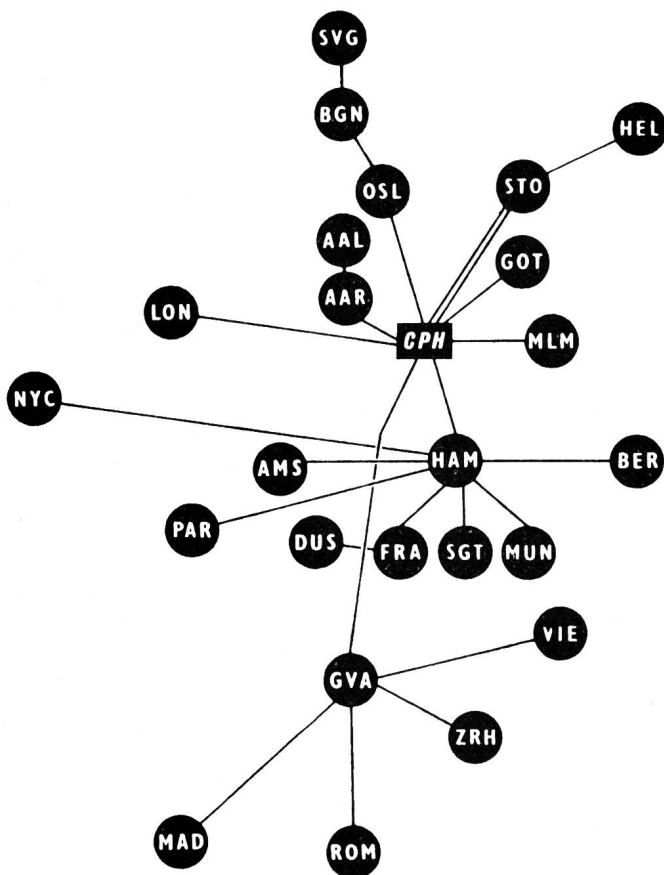 SVG
BGN
HEL
OSL
STO
AAL
GOT
AAR
LON
CPH
MLM
NYC
HAM
AMS
BER
PAR
DUS
FRA
SGT
MUN
VIE
GVA
ZRH
MAD
ROM